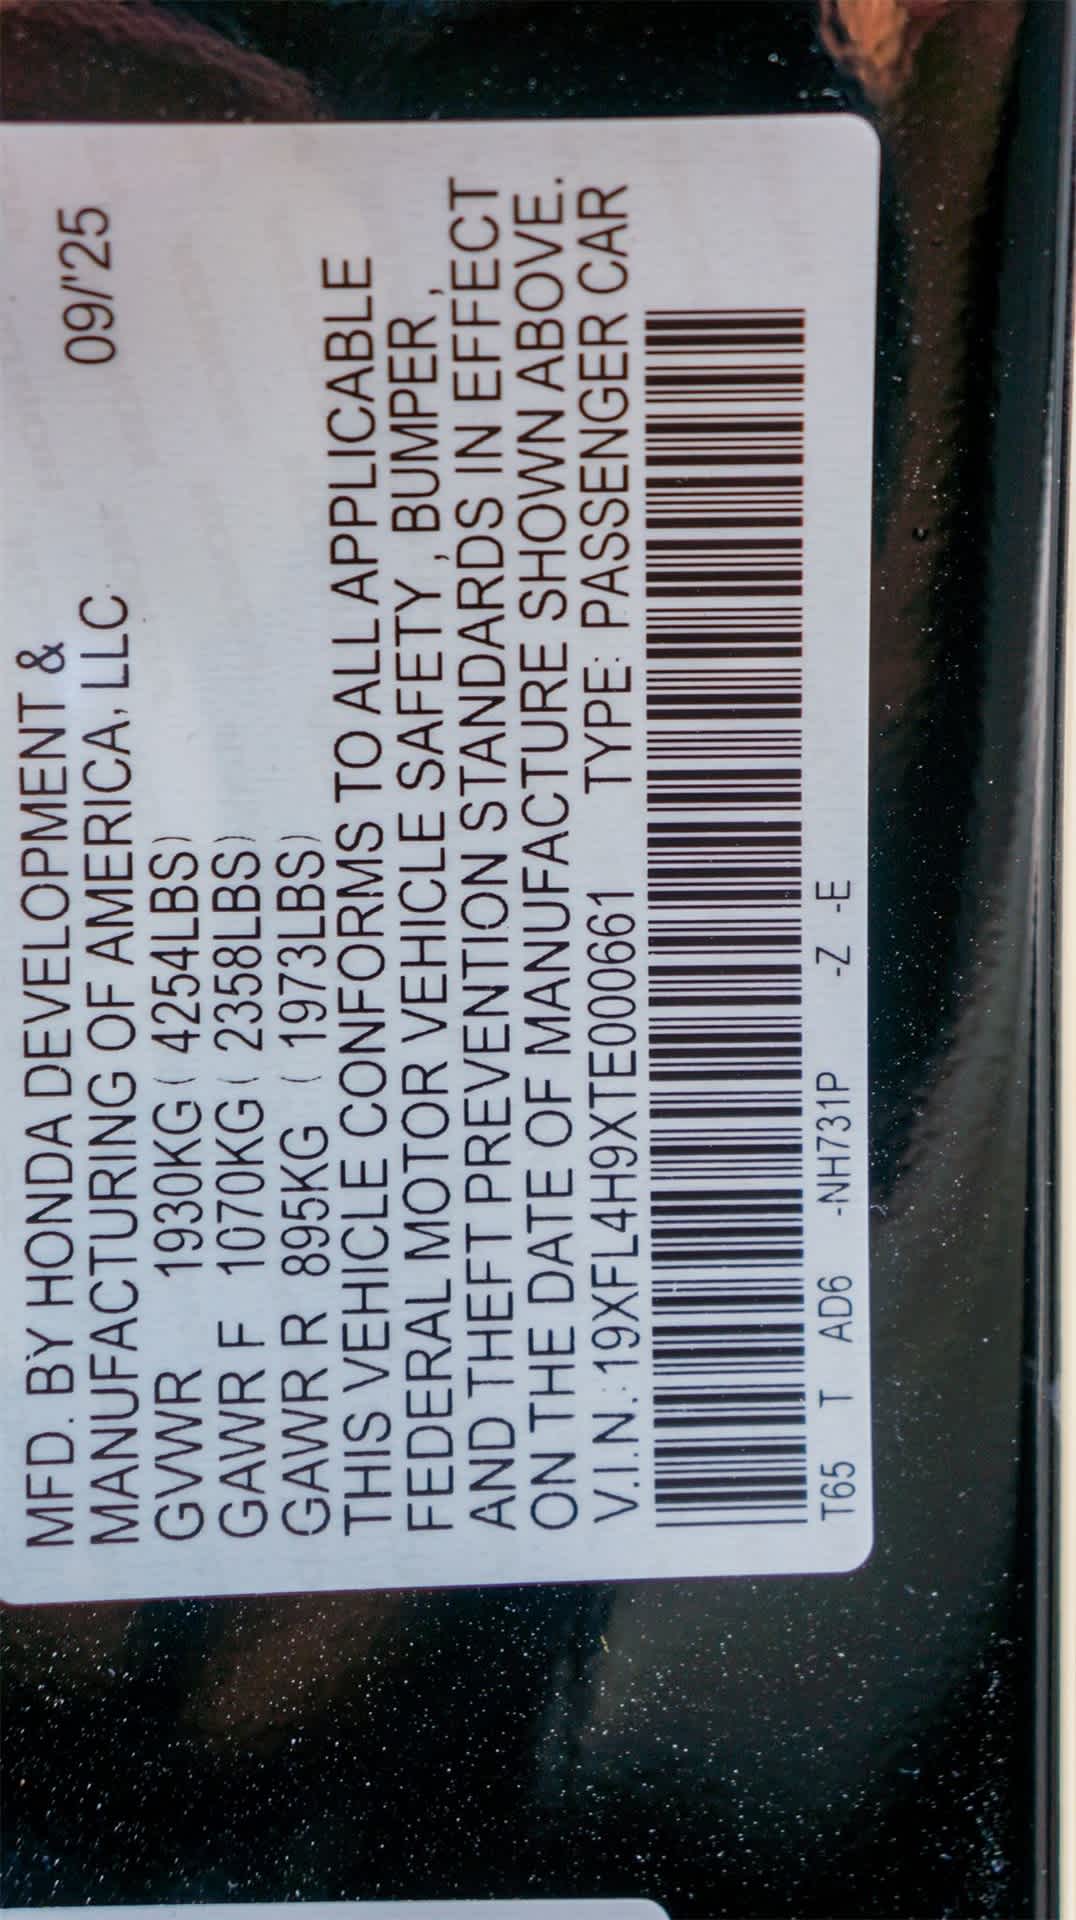 MFD. BY HONDA DEVELOPMENT &
MANUFACTURING OF AMERICA, LLC 09/'25
GVWR 1930KG ( 4254LBS)
GAWR F 1070KG ( 2358LBS)
GAWR R 895KG ( 1973LBS)
THIS VEHICLE CONFORMS TO ALL APPLICABLE
FEDERAL MOTOR VEHICLE SAFETY , BUMPER,
AND THEFT PREVENTION STANDARDS IN EFFECT
ON THE DATE OF MANUFACTURE SHOWN ABOVE.
V.I.N.:19XFL4H9XTE000661 TYPE: PASSENGER CAR
T65 T AD6 -NH731P -Z -E